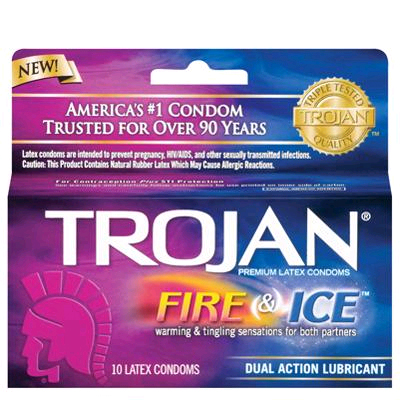 NEW!
AMERICA'S #1 CONDOM
TRUSTED FOR OVER 90 YEARS
TRIPLE TESTED
TROJAN
QUALITY
™
Latex condoms are intended to prevent pregnancy, HIV/AIDS, and other sexually transmitted infections.
Caution: This Product Contains Natural Rubber Latex Which May Cause Allergic Reactions.
For Contraception Plus STI Protection
See warnings and carefully follow instructions for use printed on inner side of carton
TROJAN®
PREMIUM LATEX CONDOMS
FIRE & ICE™
warming & tingling sensations for both partners
10 LATEX CONDOMS
DUAL ACTION LUBRICANT